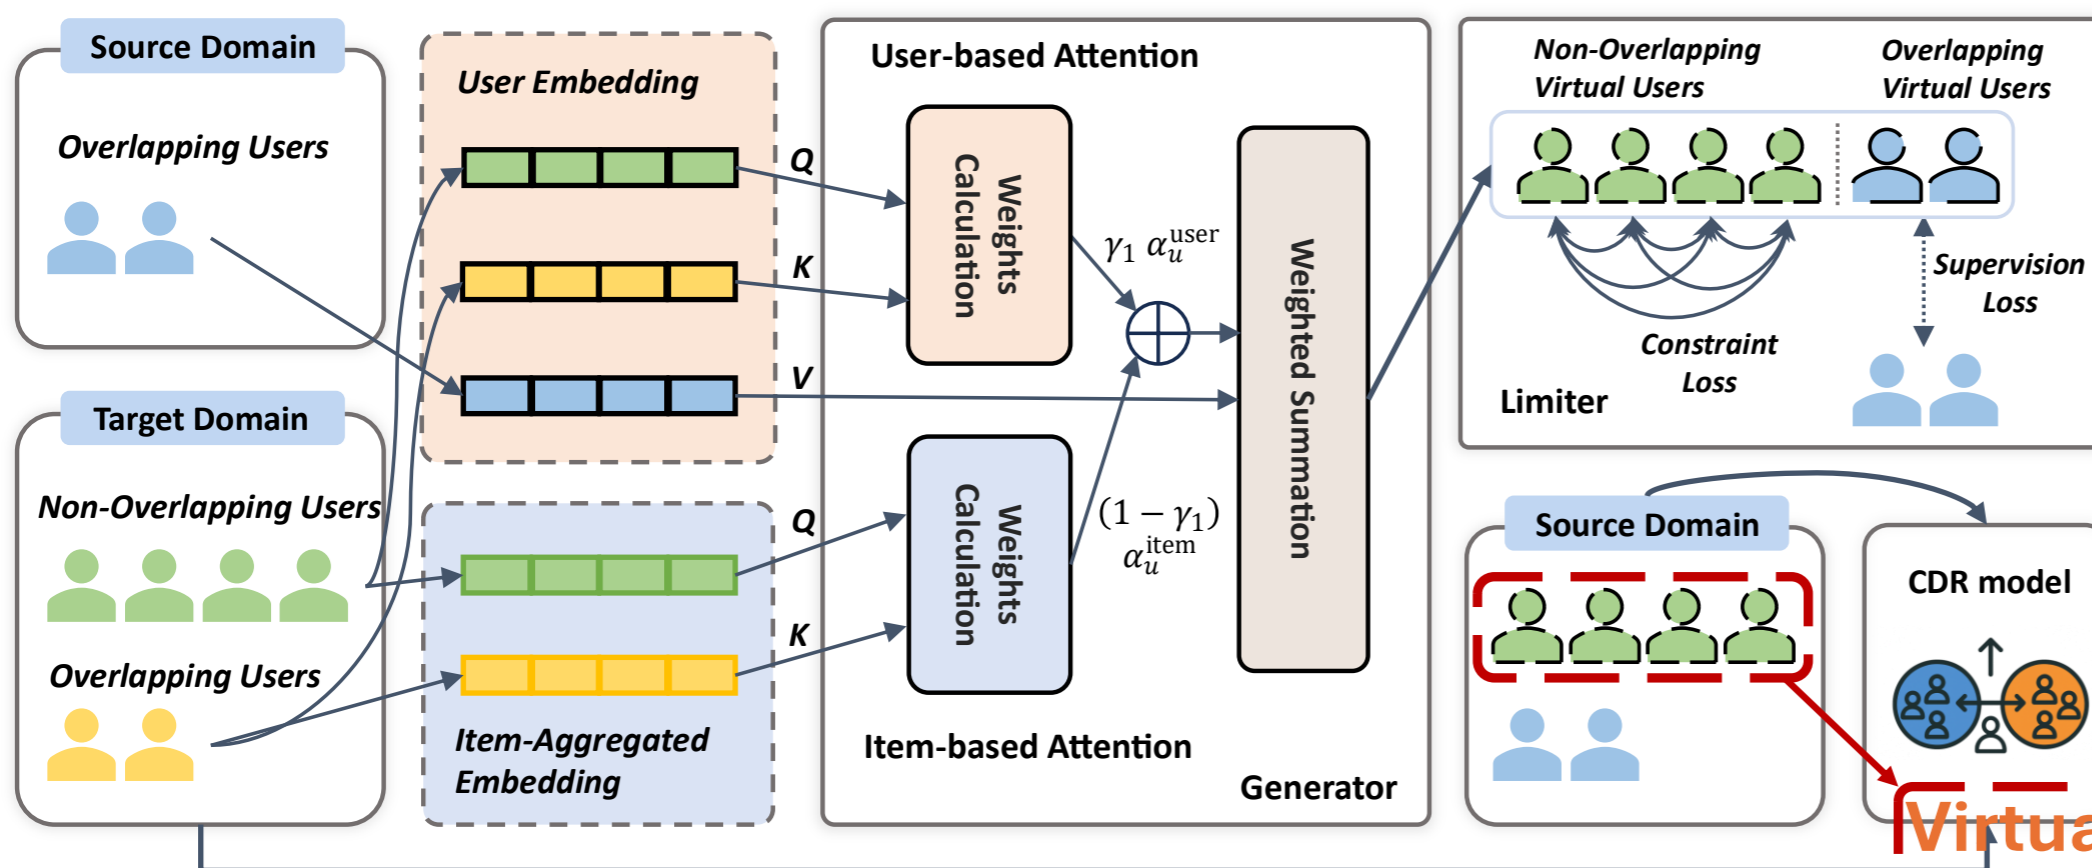 Source Domain
Overlapping Users
Target Domain
Non-Overlapping Users
Overlapping Users
User Embedding
Q
K
V
Item-Aggregated
Embedding
Q
K
User-based Attention
Weights
Calculation
γ₁ α_u^user
Weights
Calculation
(1 − γ₁)
α_u^item
Item-based Attention
Weighted Summation
Generator
Non-Overlapping
Virtual Users
Overlapping
Virtual Users
Constraint
Loss
Supervision
Loss
Limiter
Source Domain
CDR model
Virtua